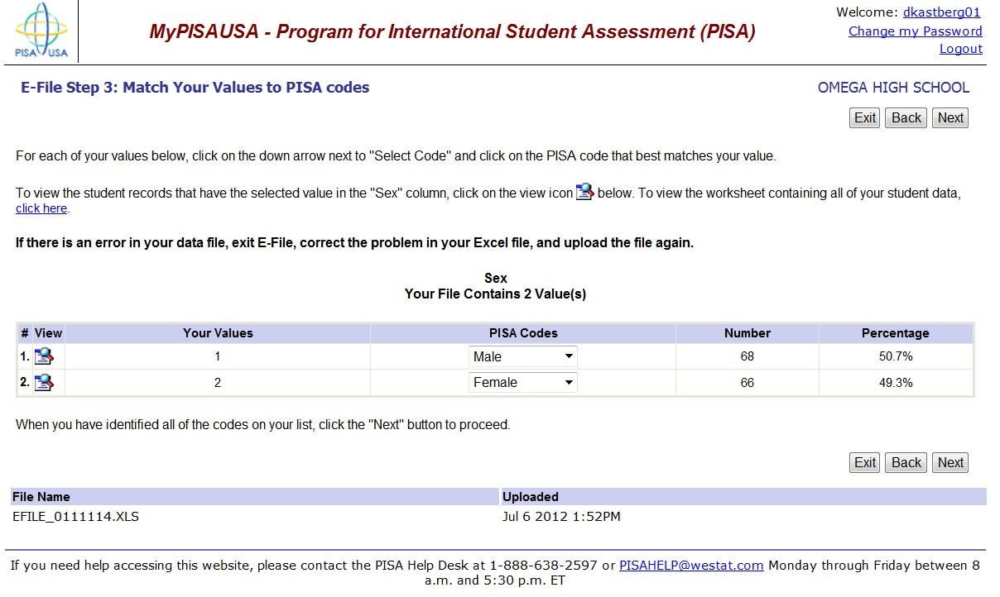 PISA USA
MyPISAUSA - Program for International Student Assessment (PISA)
Welcome: dkastberg01
Change my Password
Logout
E-File Step 3: Match Your Values to PISA codes
OMEGA HIGH SCHOOL
Exit Back Next
For each of your values below, click on the down arrow next to "Select Code" and click on the PISA code that best matches your value.
To view the student records that have the selected value in the "Sex" column, click on the view icon below. To view the worksheet containing all of your student data,
click here.
If there is an error in your data file, exit E-File, correct the problem in your Excel file, and upload the file again.
Sex
Your File Contains 2 Value(s)
# View Your Values PISA Codes Number Percentage
1. 1 Male 68 50.7%
2. 2 Female 66 49.3%
When you have identified all of the codes on your list, click the "Next" button to proceed.
Exit Back Next
File Name Uploaded
EFILE_0111114.XLS Jul 6 2012 1:52PM
If you need help accessing this website, please contact the PISA Help Desk at 1-888-638-2597 or PISAHELP@westat.com Monday through Friday between 8
a.m. and 5:30 p.m. ET